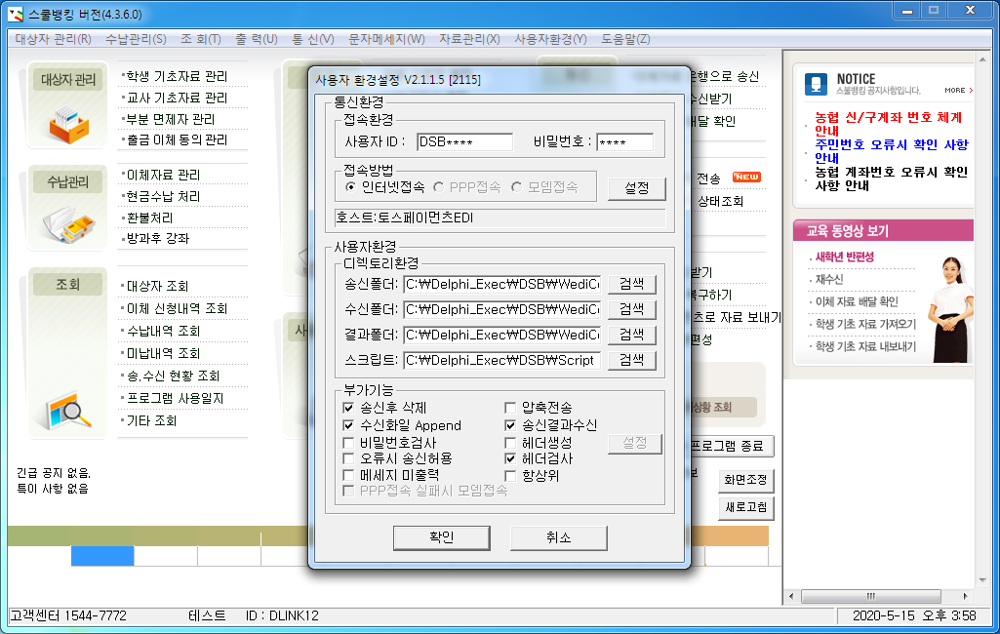 스쿨뱅킹 버전(4.3.6.0)
대상자 관리(R) 수납관리(S) 조 회(T) 출 력(U) 통 신(V) 문자메세지(W) 자료관리(X) 사용자환경(Y) 도움말(Z)
대상자 관리
학생 기초자료 관리
교사 기초자료 관리
부분 면제자 관리
출금 이체 동의 관리
수납관리
이체자료 관리
현금수납 처리
환불처리
방과후 강좌
조회
대상자 조회
이체 신청내역 조회
수납내역 조회
미납내역 조회
송,수신 현황 조회
프로그램 사용일지
기타 조회
긴급 공지 없음.
특이 사항 없음
사용자 환경설정 V2.1.1.5 [2115]
통신환경
접속환경
사용자 ID : DSB**** 비밀번호 : ****
접속방법
인터넷접속 PPP접속 모뎀접속 설정
호스트:토스페이먼츠EDI
사용자환경
디렉토리환경
송신폴더: C:₩Delphi_Exec₩DSB₩WediC 검색
수신폴더: C:₩Delphi_Exec₩DSB₩WediC 검색
결과폴더: C:₩Delphi_Exec₩DSB₩WediC 검색
스크립트: C:₩Delphi_Exec₩DSB₩Script 검색
부가기능
송신후 삭제 압축전송
수신화일 Append 송신결과수신
비밀번호검사 헤더생성 설정
오류시 송신허용 헤더검사
메세지 미출력 항상위
PPP접속 실패시 모뎀접속
확인 취소
은행으로 송신
수신받기
배달 확인
전송 NEW
상태조회
받기
복구하기
츠로 자료 보내기
편성
상황 조회
프로그램 종료
보
화면조정
새로고침
NOTICE
스쿨뱅킹 공지사항입니다. MORE
농협 신/구계좌 번호 체계
안내
주민번호 오류시 확인 사항
안내
농협 계좌번호 오류시 확인
사항 안내
교육 동영상 보기
새학년 반편성
재수신
이체 자료 배달 확인
학생 기초 자료 가져오기
학생 기초 자료 내보내기
고객센터 1544-7772 테스트 ID : DLINK12 2020-5-15 오후 3:58